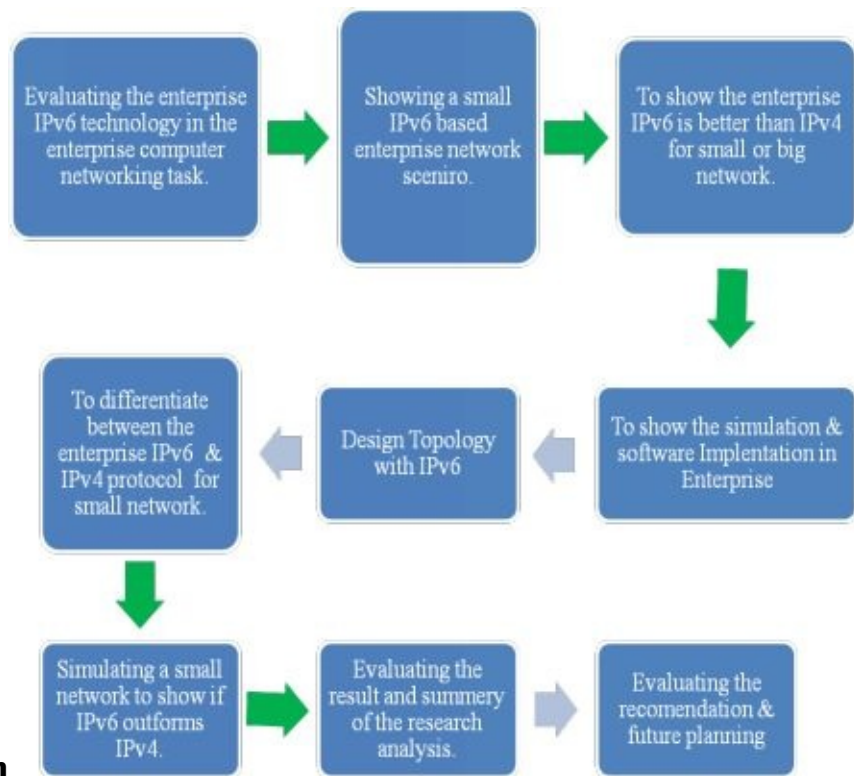 Evaluating the enterprise
IPv6 technology in the
enterprise computer
networking task.
Showing a small
IPv6 based
enterprise network
sceniro.
To show the enterprise
IPv6 is better than IPv4
for small or big
network.
To show the simulation &
software Implentation in
Enterprise
Design Topology
with IPv6
To differentiate
between the
enterprise IPv6 &
IPv4 protocol for
small network.
Simulating a small
network to show if
IPv6 outforms
IPv4.
Evaluating the
result and summery
of the research
analysis.
Evaluating the
recomendation &
future planning